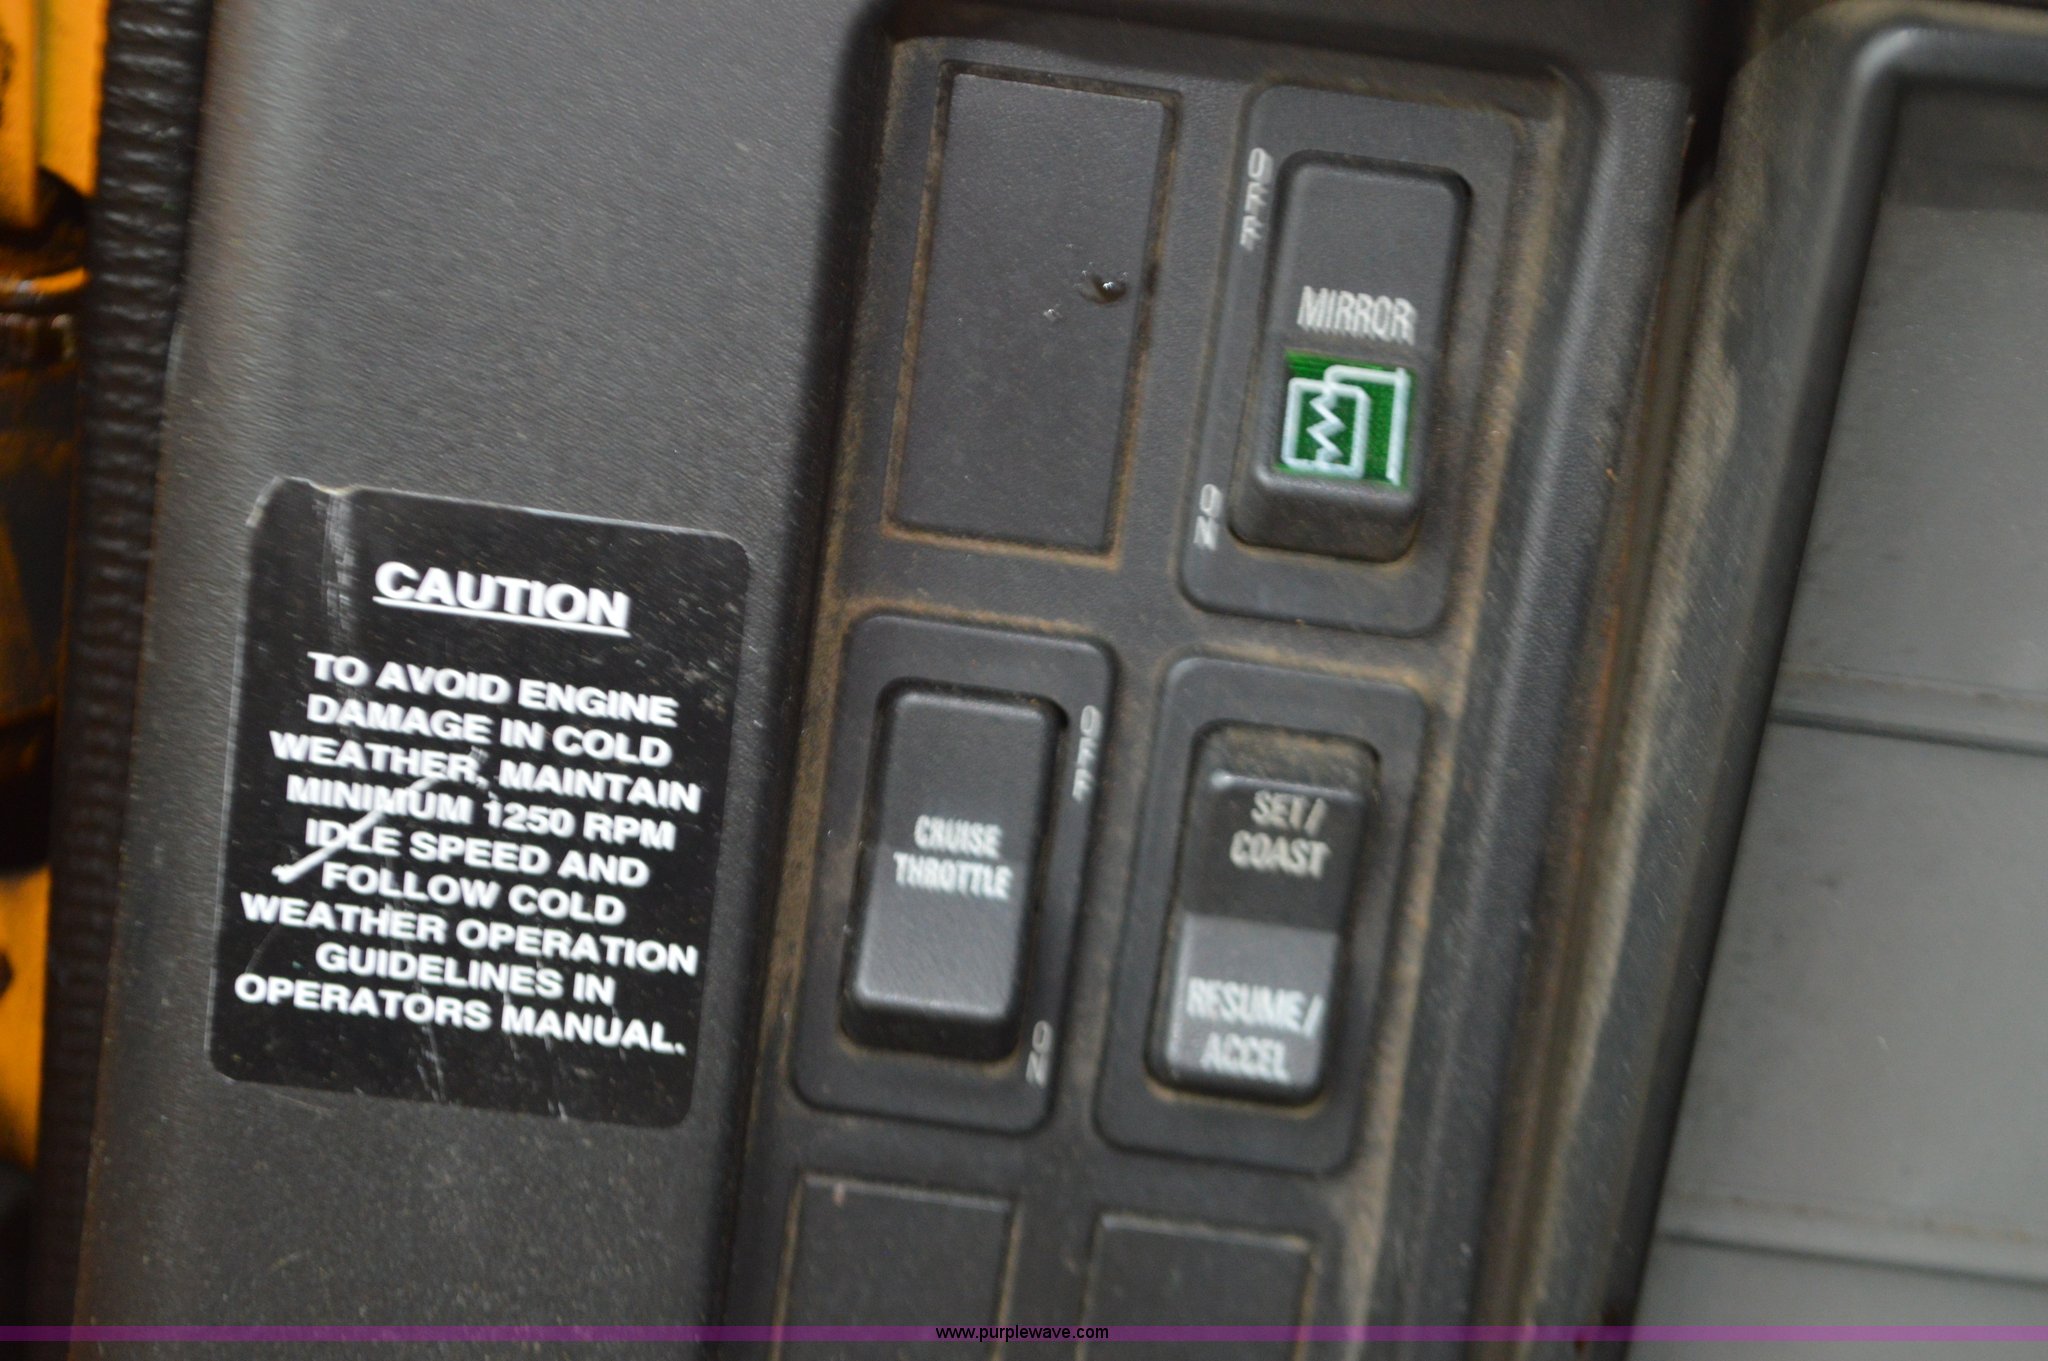 CAUTION
TO AVOID ENGINE
DAMAGE IN COLD
WEATHER, MAINTAIN
MINIMUM 1250 RPM
IDLE SPEED AND
FOLLOW COLD
WEATHER OPERATION
GUIDELINES IN
OPERATORS MANUAL.
OFF
MIRROR
ON
CRUISE
THROTTLE
OFF
ON
SET/
COAST
RESUME/
ACCEL
www.purplewave.com